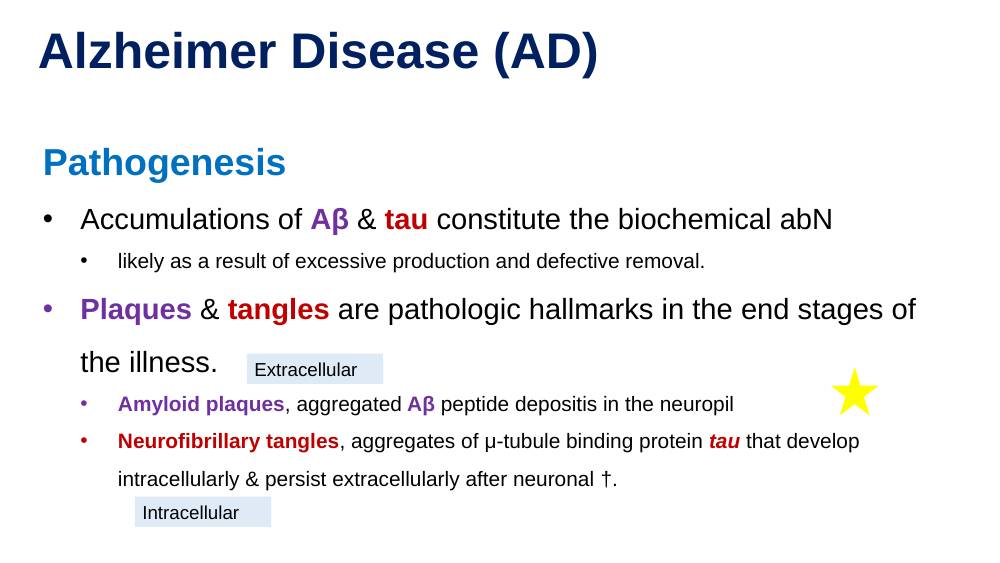 Alzheimer Disease (AD)
Pathogenesis
• Accumulations of Aβ & tau constitute the biochemical abN
• likely as a result of excessive production and defective removal.
• Plaques & tangles are pathologic hallmarks in the end stages of
the illness.
Extracellular
• Amyloid plaques, aggregated Aβ peptide depositis in the neuropil
• Neurofibrillary tangles, aggregates of μ-tubule binding protein tau that develop
intracellularly & persist extracellularly after neuronal †.
Intracellular